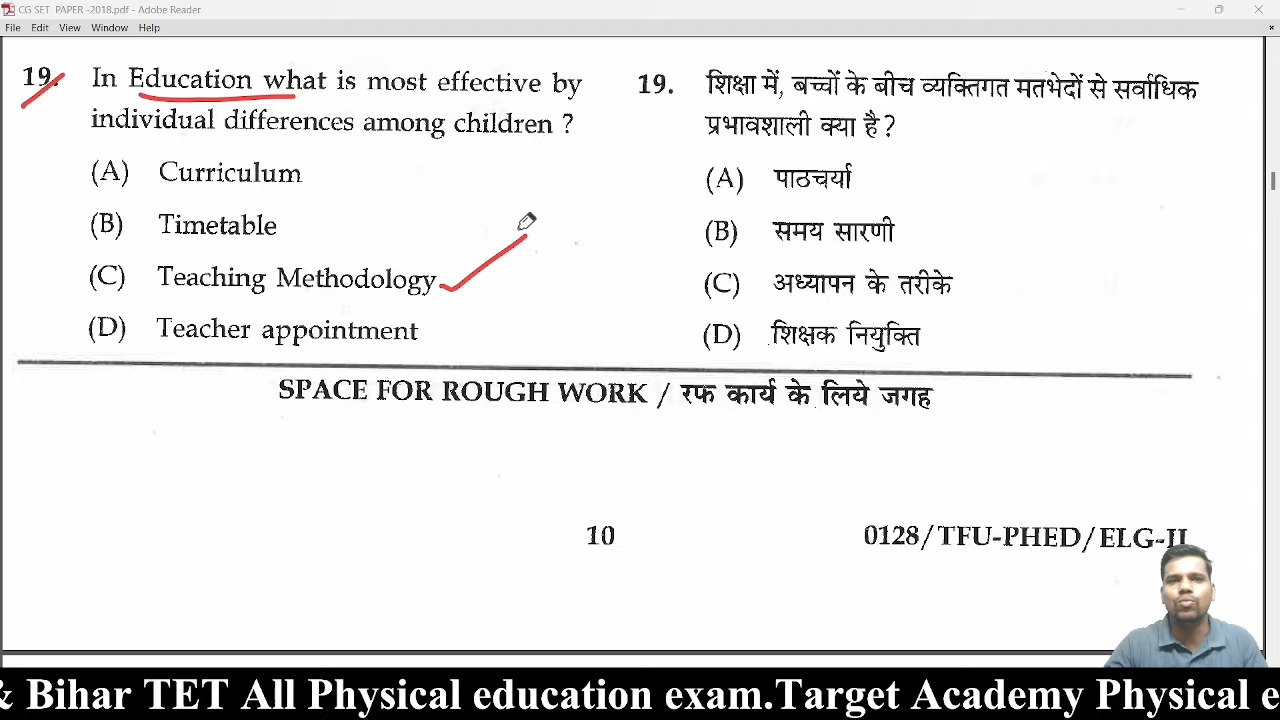 CG SET PAPER -2018.pdf - Adobe Reader
File Edit View Window Help
19. In Education what is most effective by
individual differences among children ?
(A) Curriculum
(B) Timetable
(C) Teaching Methodology
(D) Teacher appointment
19. शिक्षा में, बच्चों के बीच व्यक्तिगत मतभेदों से सर्वाधिक
प्रभावशाली क्या है ?
(A) पाठचर्या
(B) समय सारणी
(C) अध्यापन के तरीके
(D) शिक्षक नियुक्ति
SPACE FOR ROUGH WORK / रफ कार्य के लिये जगह
10
0128/TFU-PHED/ELG-II
& Bihar TET All Physical education exam.Target Academy Physical e